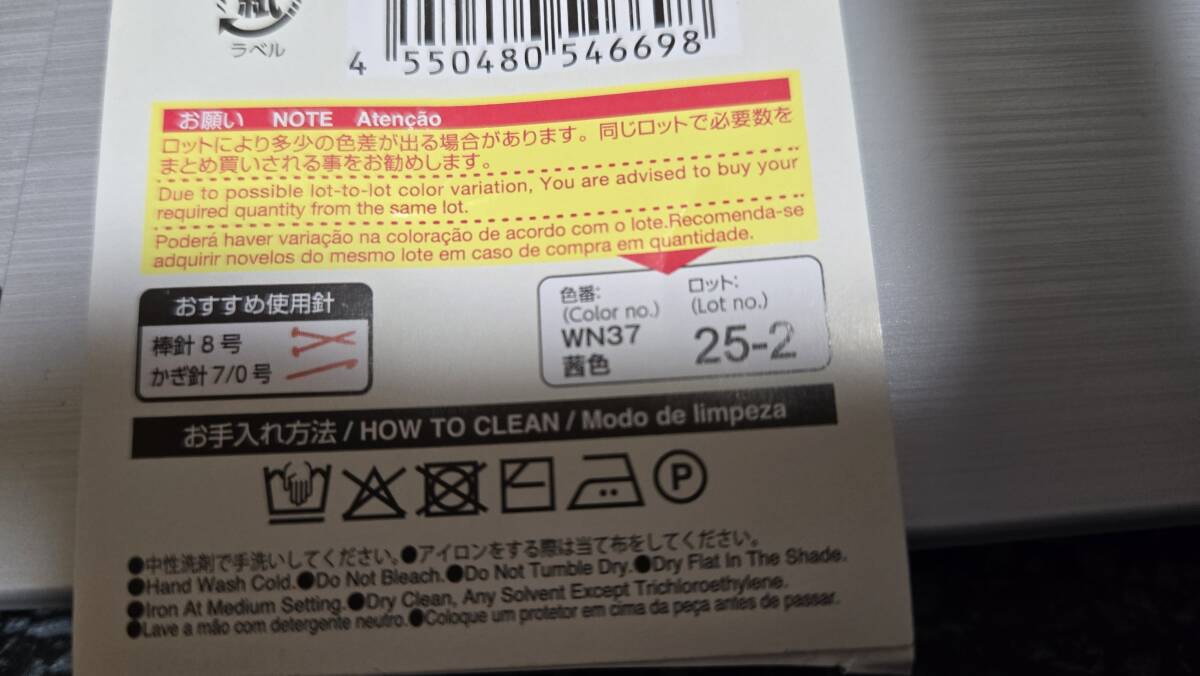 紙
ラベル
4 550480 546698
お願い NOTE Atenção
ロットにより多少の色差が出る場合があります。同じロットで必要数を
まとめ買いされる事をお勧めします。
Due to possible lot-to-lot color variation, You are advised to buy your
required quantity from the same lot.
Poderá haver variação na coloração de acordo com o lote.Recomenda-se
adquirir novelos do mesmo lote em caso de compra em quantidade.
おすすめ使用針
棒針 8 号
かぎ針 7/0 号
色番:
(Color no.)
WN37
茜色
ロット:
(Lot no.)
25-2
お手入れ方法 / HOW TO CLEAN / Modo de limpeza
P
●中性洗剤で手洗いしてください。●アイロンをする際は当て布をしてください。
●Hand Wash Cold.●Do Not Bleach.●Do Not Tumble Dry.●Dry Flat In The Shade.
●Iron At Medium Setting.●Dry Clean, Any Solvent Except Trichloroethylene.
●Lave a mão com detergente neutro.●Coloque um protetor em cima da peça antes de passar.